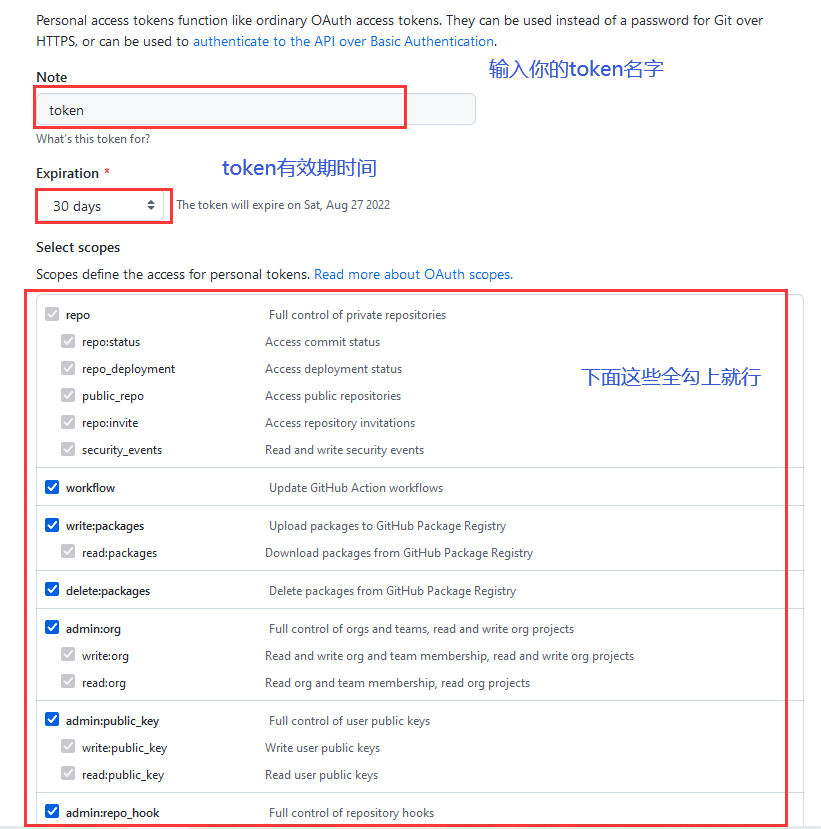 Personal access tokens function like ordinary OAuth access tokens. They can be used instead of a password for Git over
HTTPS, or can be used to authenticate to the API over Basic Authentication.
输入你的token名字
Note
token
What's this token for?
token有效期时间
Expiration *
30 days
The token will expire on Sat, Aug 27 2022
Select scopes
Scopes define the access for personal tokens. Read more about OAuth scopes.
repo Full control of private repositories
repo:status Access commit status
repo_deployment Access deployment status
下面这些全勾上就行
public_repo Access public repositories
repo:invite Access repository invitations
security_events Read and write security events
workflow Update GitHub Action workflows
write:packages Upload packages to GitHub Package Registry
read:packages Download packages from GitHub Package Registry
delete:packages Delete packages from GitHub Package Registry
admin:org Full control of orgs and teams, read and write org projects
write:org Read and write org and team membership, read and write org projects
read:org Read org and team membership, read org projects
admin:public_key Full control of user public keys
write:public_key Write user public keys
read:public_key Read user public keys
admin:repo_hook Full control of repository hooks